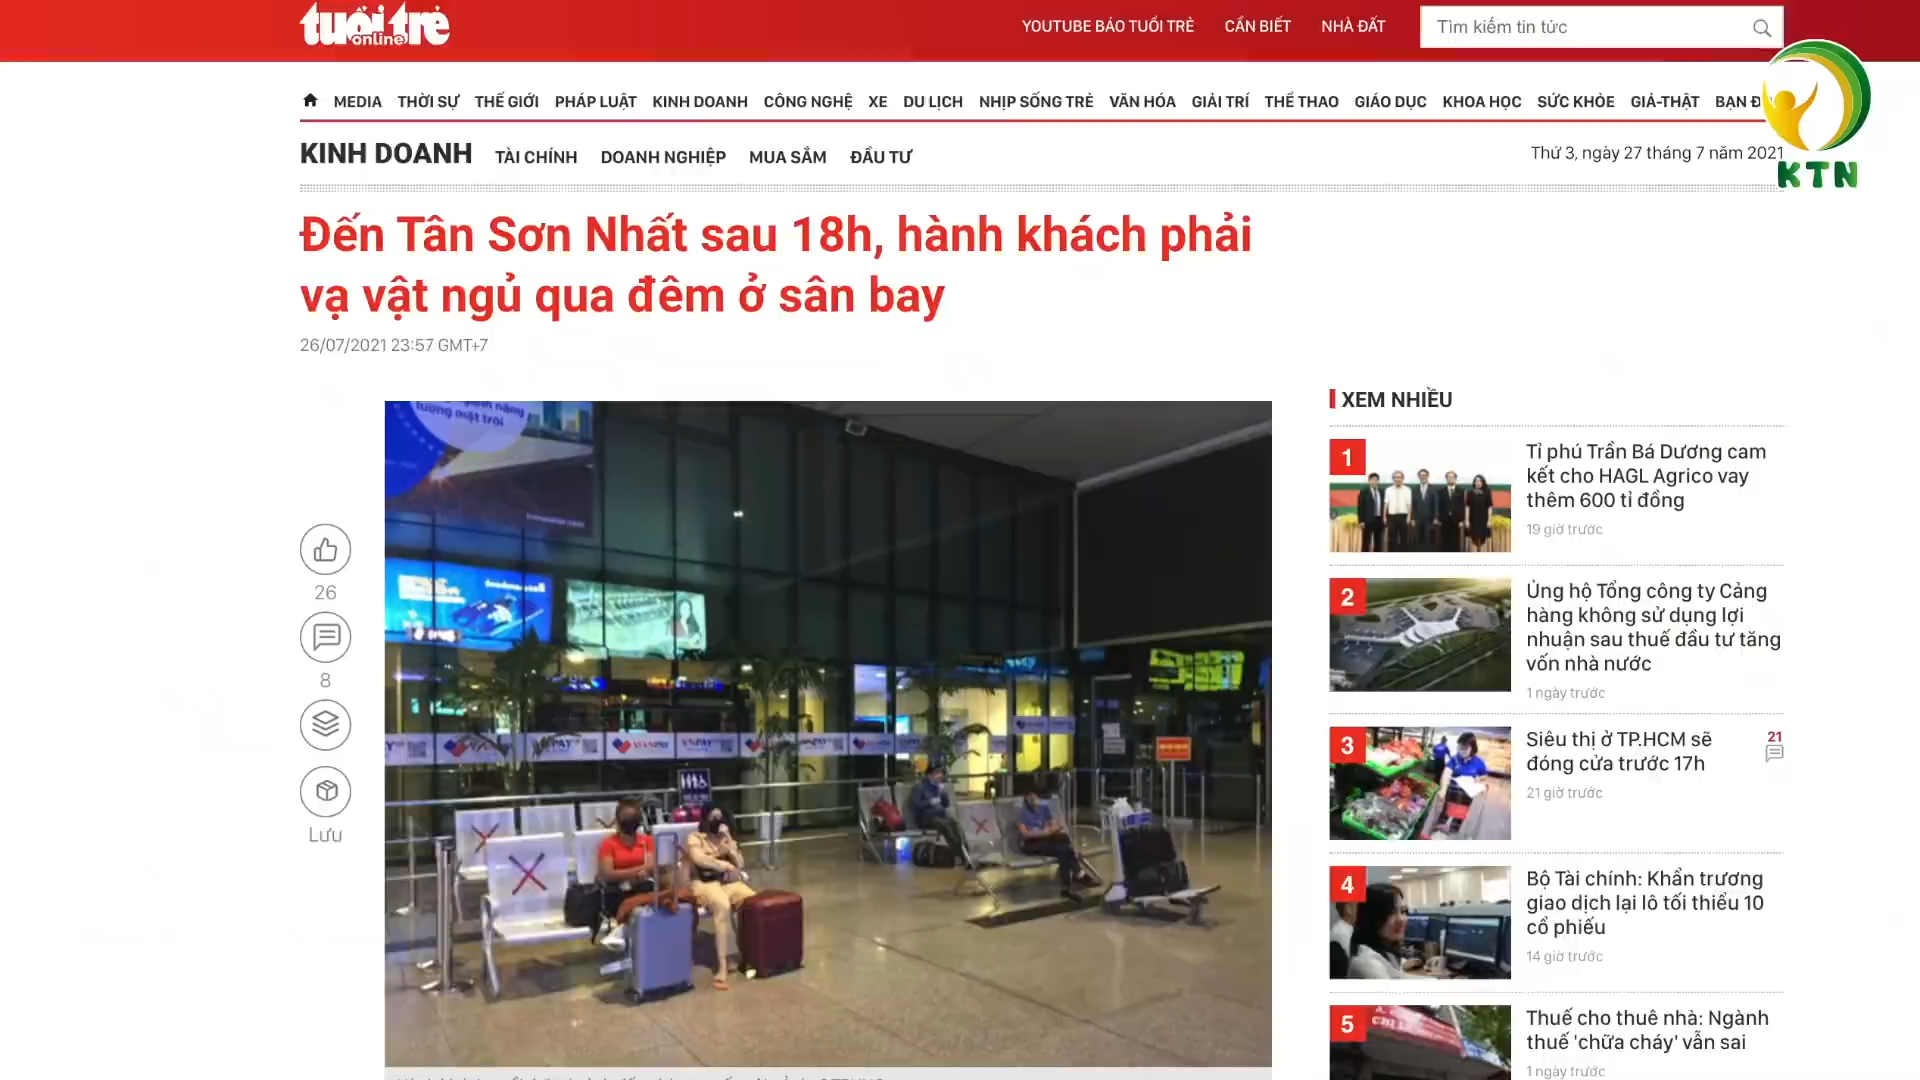 tuổi trẻ
online
YOUTUBE BÁO TUỔI TRẺ CẦN BIẾT NHÀ ĐẤT Tìm kiếm tin tức
MEDIA THỜI SỰ THẾ GIỚI PHÁP LUẬT KINH DOANH CÔNG NGHỆ XE DU LỊCH NHỊP SỐNG TRẺ VĂN HÓA GIẢI TRÍ THỂ THAO GIÁO DỤC KHOA HỌC SỨC KHỎE GIẢ-THẬT BẠN
KINH DOANH TÀI CHÍNH DOANH NGHIỆP MUA SẮM ĐẦU TƯ
Thứ 3, ngày 27 tháng 7 năm 2021
KTN
Đến Tân Sơn Nhất sau 18h, hành khách phải
vạ vật ngủ qua đêm ở sân bay
26/07/2021 23:57 GMT+7
lượng mặt trời
VNPAY
26
8
Lưu
XEM NHIỀU
1
Tỉ phú Trần Bá Dương cam
kết cho HAGL Agrico vay
thêm 600 tỉ đồng
19 giờ trước
2
Ủng hộ Tổng công ty Cảng
hàng không sử dụng lợi
nhuận sau thuế đầu tư tăng
vốn nhà nước
1 ngày trước
3
Siêu thị ở TP.HCM sẽ
đóng cửa trước 17h
21
21 giờ trước
4
Bộ Tài chính: Khẩn trương
giao dịch lại lô tối thiểu 10
cổ phiếu
14 giờ trước
5
Thuế cho thuê nhà: Ngành
thuế 'chữa cháy' vẫn sai
1 ngày trước